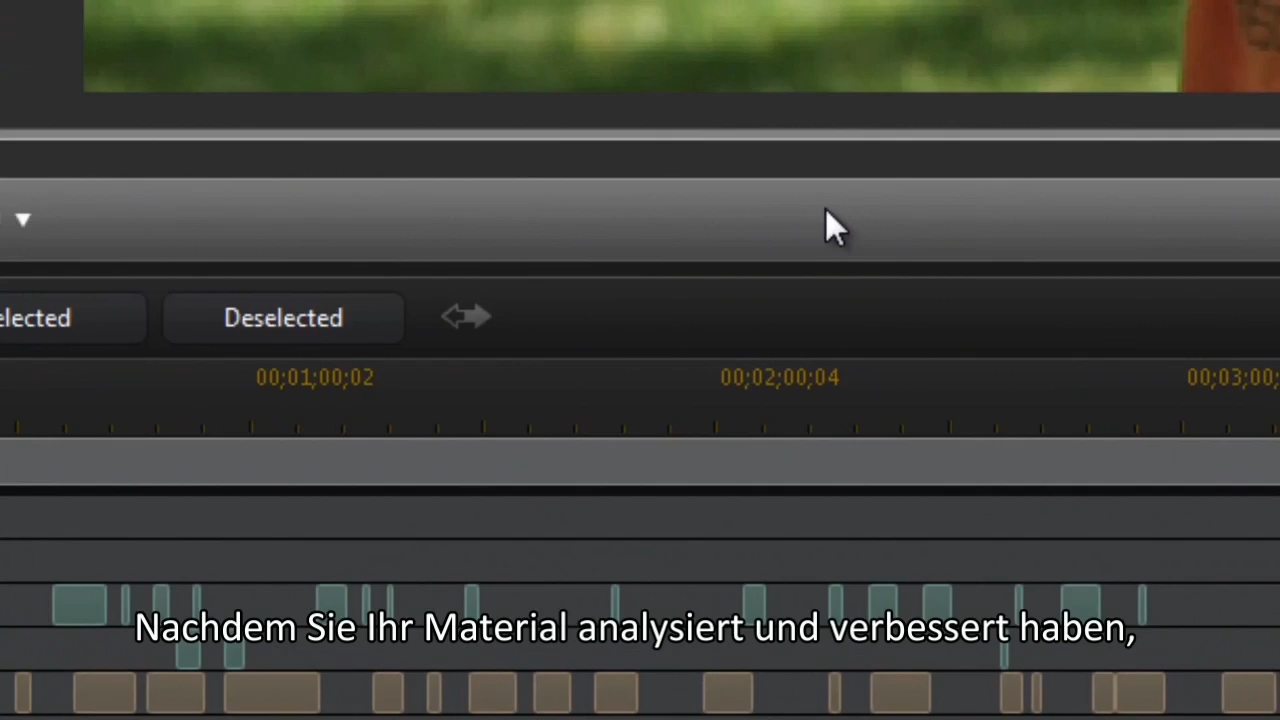 elected
Deselected
00;01;00;02
00;02;00;04
00;03;00;
Nachdem Sie Ihr Material analysiert und verbessert haben,